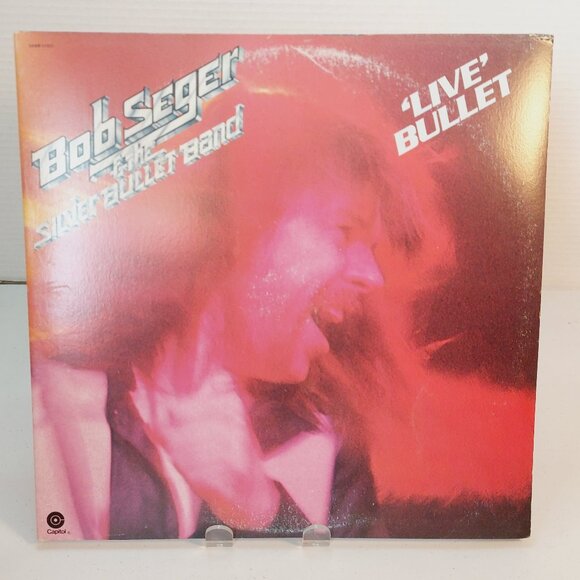 Bob Seger
& The
Silver Bullet Band
'LIVE'
BULLET
Capitol